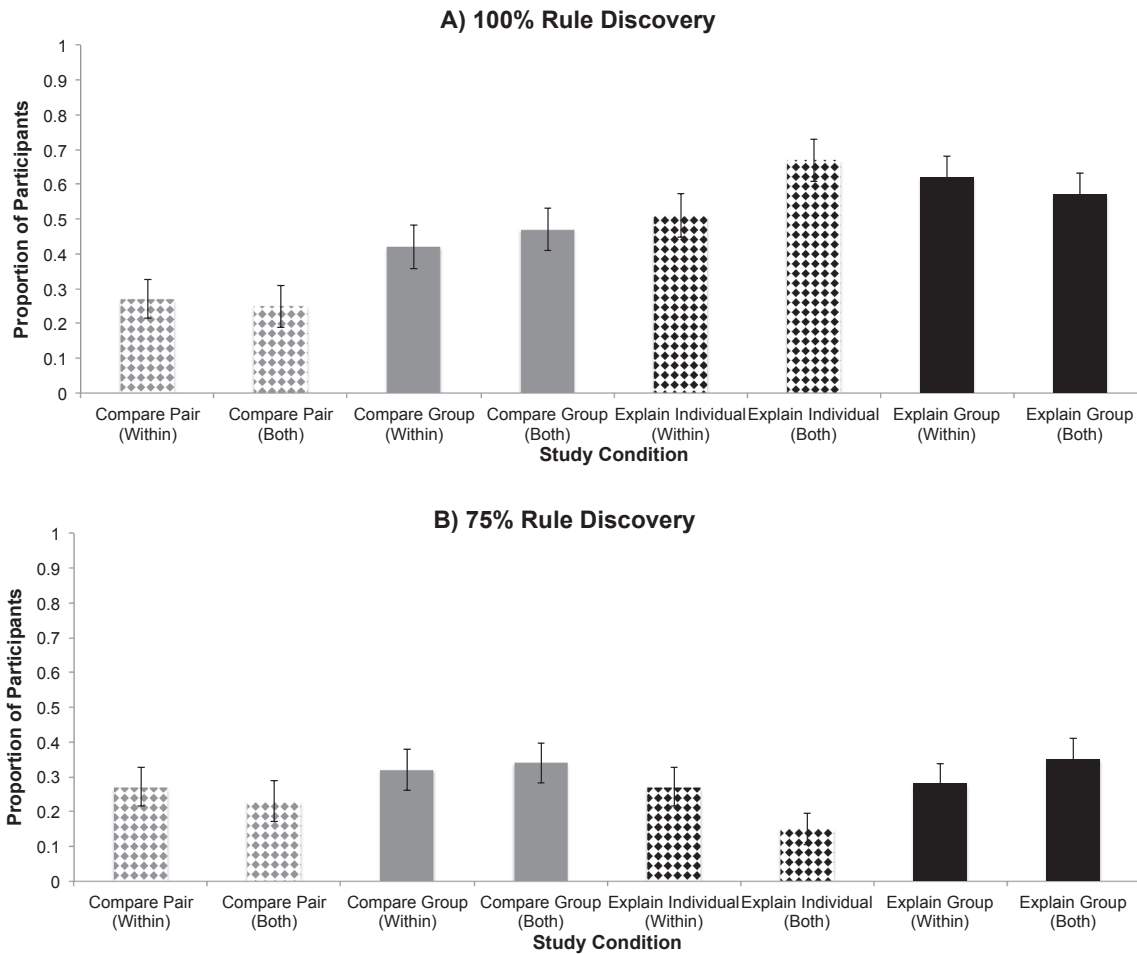 A) 100% Rule Discovery
Proportion of Participants
1
0.9
0.8
0.7
0.6
0.5
0.4
0.3
0.2
0.1
0
Compare Pair Compare Pair Compare Group Compare Group Explain Individual Explain Individual Explain Group Explain Group
(Within) (Both) (Within) (Both) (Within) (Both) (Within) (Both)
Study Condition
B) 75% Rule Discovery
Proportion of Participants
1
0.9
0.8
0.7
0.6
0.5
0.4
0.3
0.2
0.1
0
Compare Pair Compare Pair Compare Group Compare Group Explain Individual Explain Individual Explain Group Explain Group
(Within) (Both) (Within) (Both) (Within) (Both) (Within) (Both)
Study Condition